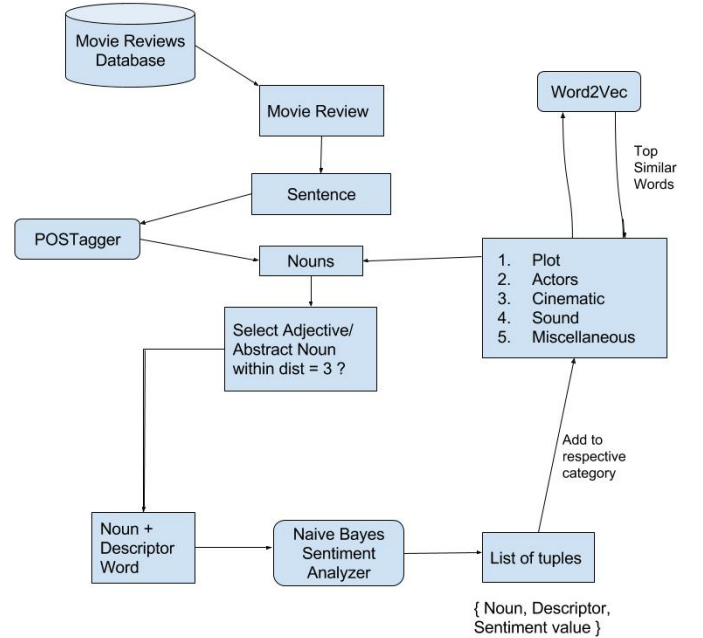 Movie Reviews
Database
Movie Review
Word2Vec
Top
Similar
Words
Sentence
POSTagger
Nouns
1. Plot
2. Actors
3. Cinematic
4. Sound
5. Miscellaneous
Select Adjective/
Abstract Noun
within dist = 3 ?
Add to
respective
category
Noun +
Descriptor
Word
Naive Bayes
Sentiment
Analyzer
List of tuples
{ Noun, Descriptor,
Sentiment value }